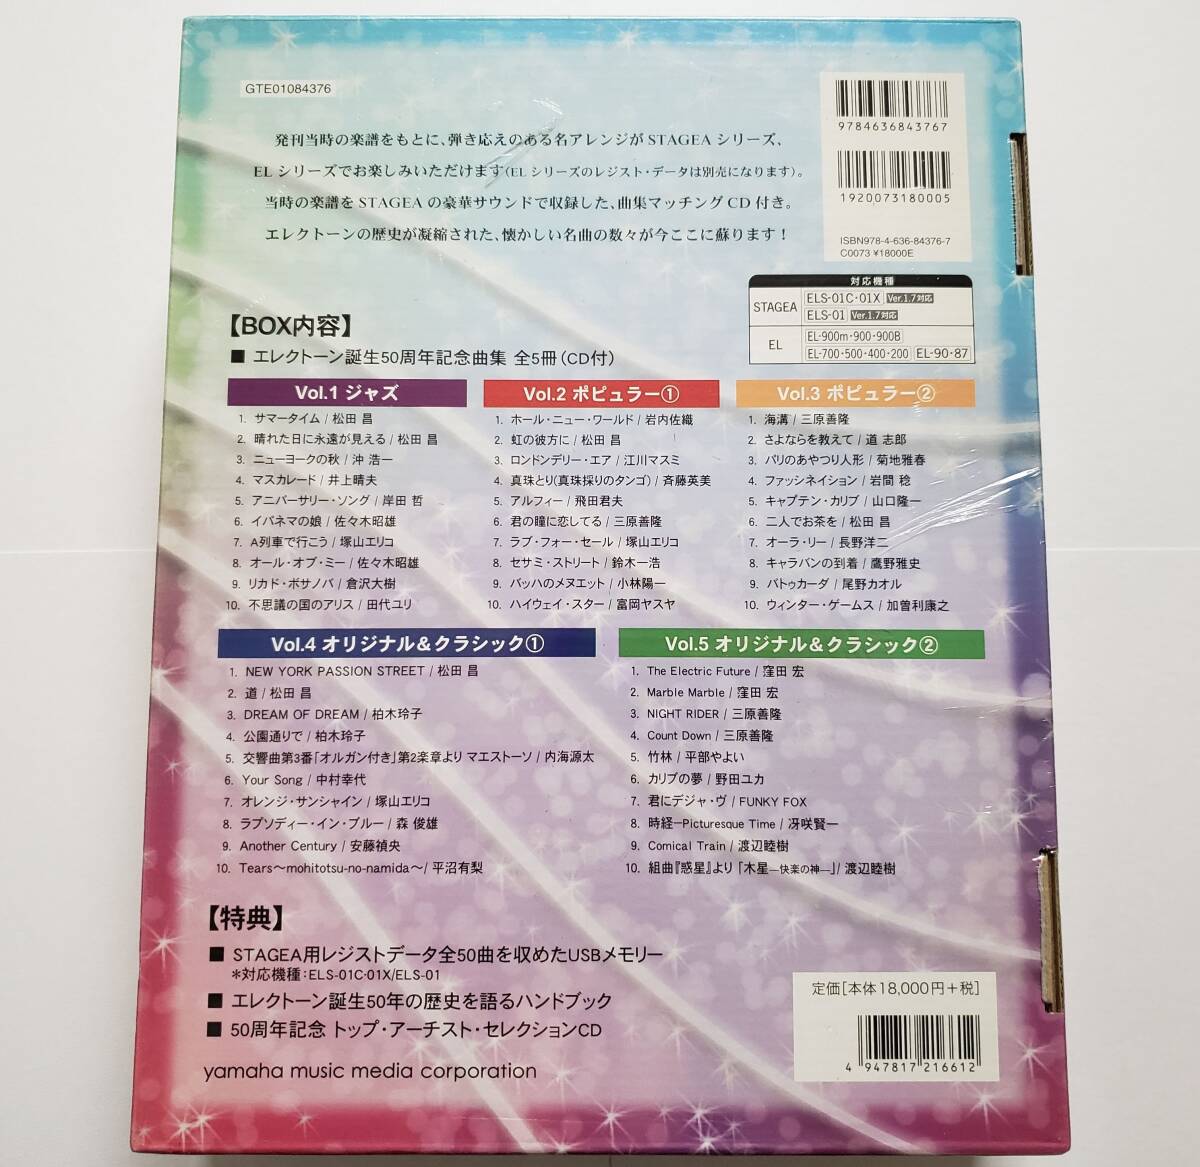 GTE01084376
9784636843767
1920073180005
ISBN978-4-636-84376-7
C0073 ¥18000E
発刊当時の楽譜をもとに、弾き応えのある名アレンジがSTAGEAシリーズ、
ELシリーズでお楽しみいただけます(ELシリーズのレジスト・データは別売になります)。
当時の楽譜をSTAGEAの豪華サウンドで収録した、曲集マッチングCD付き。
エレクトーンの歴史が凝縮された、懐かしい名曲の数々が今ここに蘇ります!
対応機種
STAGEA
ELS-01C・01X Ver.1.7対応
ELS-01 Ver.1.7対応
EL
EL-900m・900・900B
EL-700・500・400・200 EL-90・87
【BOX内容】
■ エレクトーン誕生50周年記念曲集 全5冊(CD付)
Vol.1 ジャズ
1. サマータイム / 松田 昌
2. 晴れた日に永遠が見える / 松田 昌
3. ニューヨークの秋 / 沖 浩一
4. マスカレード / 井上晴夫
5. アニバーサリー・ソング / 岸田 哲
6. イパネマの娘 / 佐々木昭雄
7. A列車で行こう / 塚山エリコ
8. オール・オブ・ミー / 佐々木昭雄
9. リカド・ボサノバ / 倉沢大樹
10. 不思議の国のアリス / 田代ユリ
Vol.2 ポピュラー①
1. ホール・ニュー・ワールド / 岩内佐織
2. 虹の彼方に / 松田 昌
3. ロンドンデリー・エア / 江川マスミ
4. 真珠とり(真珠採りのタンゴ) / 斉藤英美
5. アルフィー / 飛田君夫
6. 君の瞳に恋してる / 三原善隆
7. ラブ・フォー・セール / 塚山エリコ
8. セサミ・ストリート / 鈴木一浩
9. バッハのメヌエット / 小林陽一
10. ハイウェイ・スター / 富岡ヤスヤ
Vol.3 ポピュラー②
1. 海溝 / 三原善隆
2. さよならを教えて / 道 志郎
3. パリのあやつり人形 / 菊地雅春
4. ファッシネイション / 岩間 稔
5. キャプテン・カリブ / 山口隆一
6. 二人でお茶を / 松田 昌
7. オーラ・リー / 長野洋二
8. キャラバンの到着 / 鷹野雅史
9. バトゥカーダ / 尾野カオル
10. ウィンター・ゲームス / 加曽利康之
Vol.4 オリジナル&クラシック①
1. NEW YORK PASSION STREET / 松田 昌
2. 道 / 松田 昌
3. DREAM OF DREAM / 柏木玲子
4. 公園通りで / 柏木玲子
5. 交響曲第3番「オルガン付き」第2楽章より マエストーソ / 内海源太
6. Your Song / 中村幸代
7. オレンジ・サンシャイン / 塚山エリコ
8. ラプソディー・イン・ブルー / 森 俊雄
9. Another Century / 安藤禎央
10. Tears〜mohitotsu-no-namida〜 / 平沼有梨
Vol.5 オリジナル&クラシック②
1. The Electric Future / 窪田 宏
2. Marble Marble / 窪田 宏
3. NIGHT RIDER / 三原善隆
4. Count Down / 三原善隆
5. 竹林 / 平部やよい
6. カリブの夢 / 野田ユカ
7. 君にデジャ・ヴ / FUNKY FOX
8. 時経ーPicturesque Time / 冴咲賢一
9. Comical Train / 渡辺睦樹
10. 組曲『惑星』より 「木星―快楽の神―」/ 渡辺睦樹
【特典】
■ STAGEA用レジストデータ全50曲を収めたUSBメモリー
*対応機種:ELS-01C・01X/ELS-01
■ エレクトーン誕生50年の歴史を語るハンドブック
■ 50周年記念 トップ・アーチスト・セレクションCD
yamaha music media corporation
定価[本体18,000円+税]
4 947817 216612